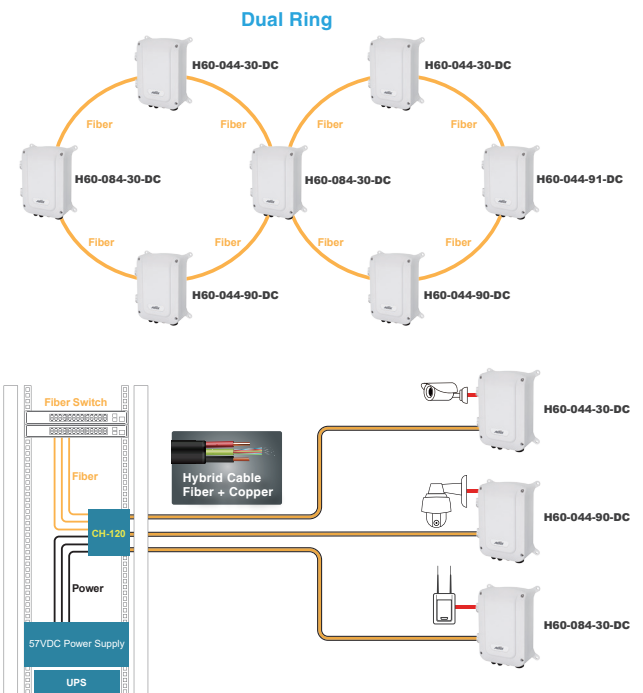 Dual Ring
H60-044-30-DC
H60-044-30-DC
Fiber
Fiber
Fiber
Fiber
H60-084-30-DC
H60-084-30-DC
H60-044-91-DC
Fiber
Fiber
Fiber
Fiber
H60-044-90-DC
H60-044-90-DC
Fiber Switch
H60-044-30-DC
Hybrid Cable
Fiber + Copper
Fiber
H60-044-90-DC
CH-120
Power
H60-084-30-DC
57VDC Power Supply
UPS